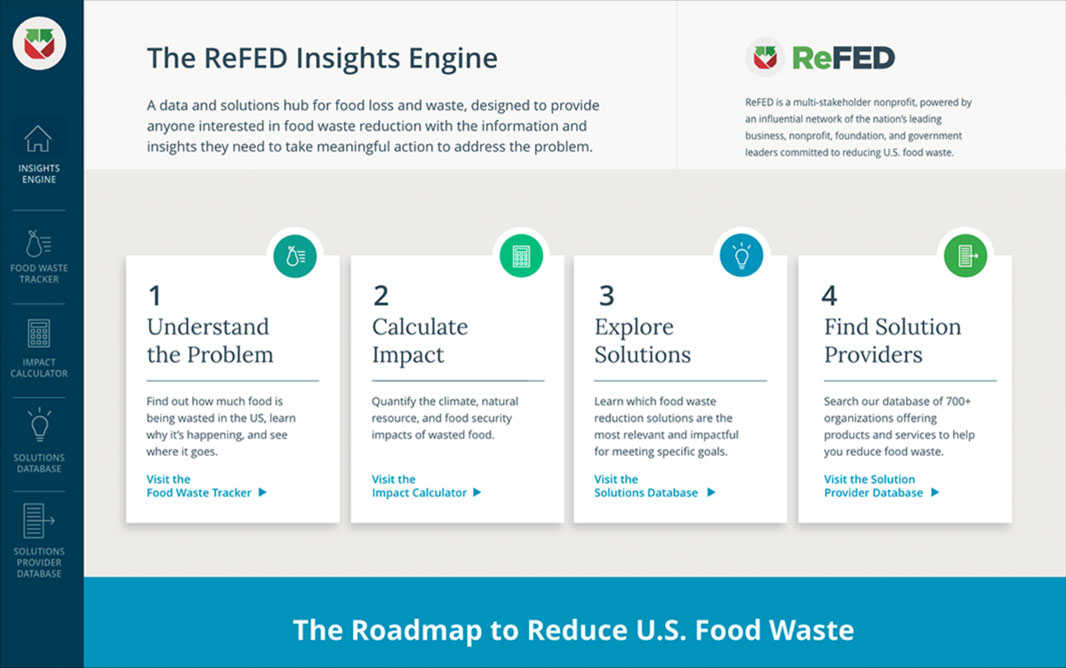 INSIGHTS
ENGINE
FOOD WASTE
TRACKER
IMPACT
CALCULATOR
SOLUTIONS
DATABASE
SOLUTIONS
PROVIDER
DATABASE
The ReFED Insights Engine
A data and solutions hub for food loss and waste, designed to provide
anyone interested in food waste reduction with the information and
insights they need to take meaningful action to address the problem.
ReFED
ReFED is a multi-stakeholder nonprofit, powered by
an influential network of the nation's leading
business, nonprofit, foundation, and government
leaders committed to reducing U.S. food waste.
1
Understand
the Problem
Find out how much food is
being wasted in the US, learn
why it's happening, and see
where it goes.
Visit the
Food Waste Tracker
2
Calculate
Impact
Quantify the climate, natural
resource, and food security
impacts of wasted food.
Visit the
Impact Calculator
3
Explore
Solutions
Learn which food waste
reduction solutions are the
most relevant and impactful
for meeting specific goals.
Visit the
Solutions Database
4
Find Solution
Providers
Search our database of 700+
organizations offering
products and services to help
you reduce food waste.
Visit the Solution
Provider Database
The Roadmap to Reduce U.S. Food Waste